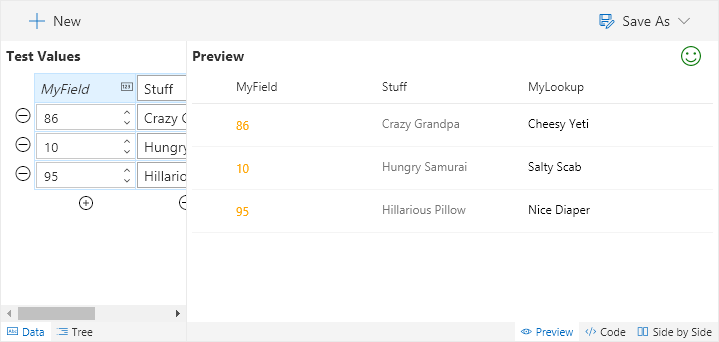 New
Save As
Test Values
Preview
MyField
Stuff
86
Crazy G
10
Hungry
95
Hillario
MyField Stuff MyLookup
86 Crazy Grandpa Cheesy Yeti
10 Hungry Samurai Salty Scab
95 Hillarious Pillow Nice Diaper
Data Tree
Preview Code Side by Side